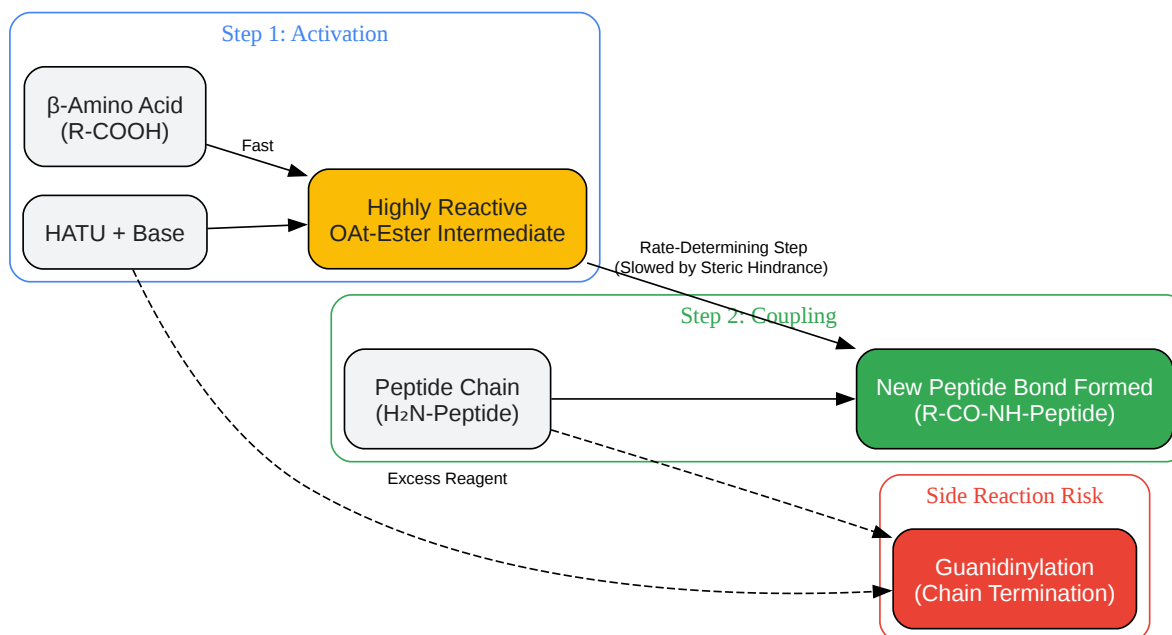 Step 1: Activation
β-Amino Acid
(R-COOH)
Fast
HATU + Base
Highly Reactive
OAt-Ester Intermediate
Rate-Determining Step
(Slowed by Steric Hindrance)
Step 2: Coupling
Peptide Chain
(H₂N-Peptide)
New Peptide Bond Formed
(R-CO-NH-Peptide)
Excess Reagent
Side Reaction Risk
Guanidinylation
(Chain Termination)